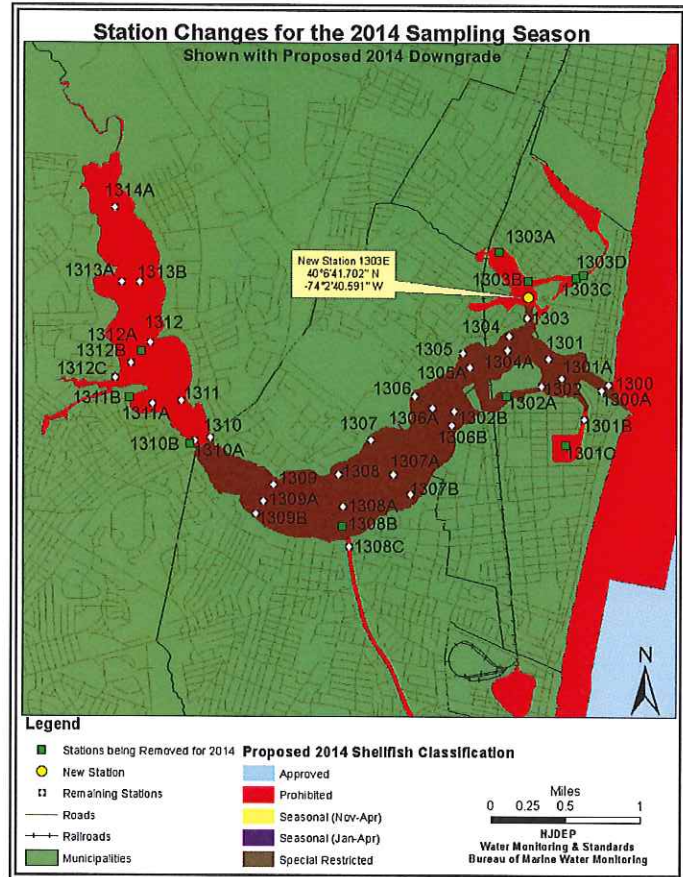 Station Changes for the 2014 Sampling Season
Shown with Proposed 2014 Downgrade
1314A
1303A
New Station 1303E
40°6'41.702" N
-74°2'40.591" W
1313A
1313B
1303B
1303D
1303C
1303
1312
1312A
1312B
1312C
1304
1304A
1301
1305
1305A
1301A
1300
1300A
1302
1302A
1311B
1311A
1311
1306
1306A
1302B
1306B
1301B
1301C
1310
1310B
1310A
1307
1308
1307A
1307B
1309
1309A
1309B
1308A
1308B
1308C
N
Legend
Stations being Removed for 2014
New Station
Remaining Stations
Roads
Railroads
Municipalities
Proposed 2014 Shellfish Classification
Approved
Prohibited
Seasonal (Nov-Apr)
Seasonal (Jan-Apr)
Special Restricted
Miles
0 0.25 0.5 1
NJDEP
Water Monitoring & Standards
Bureau of Marine Water Monitoring